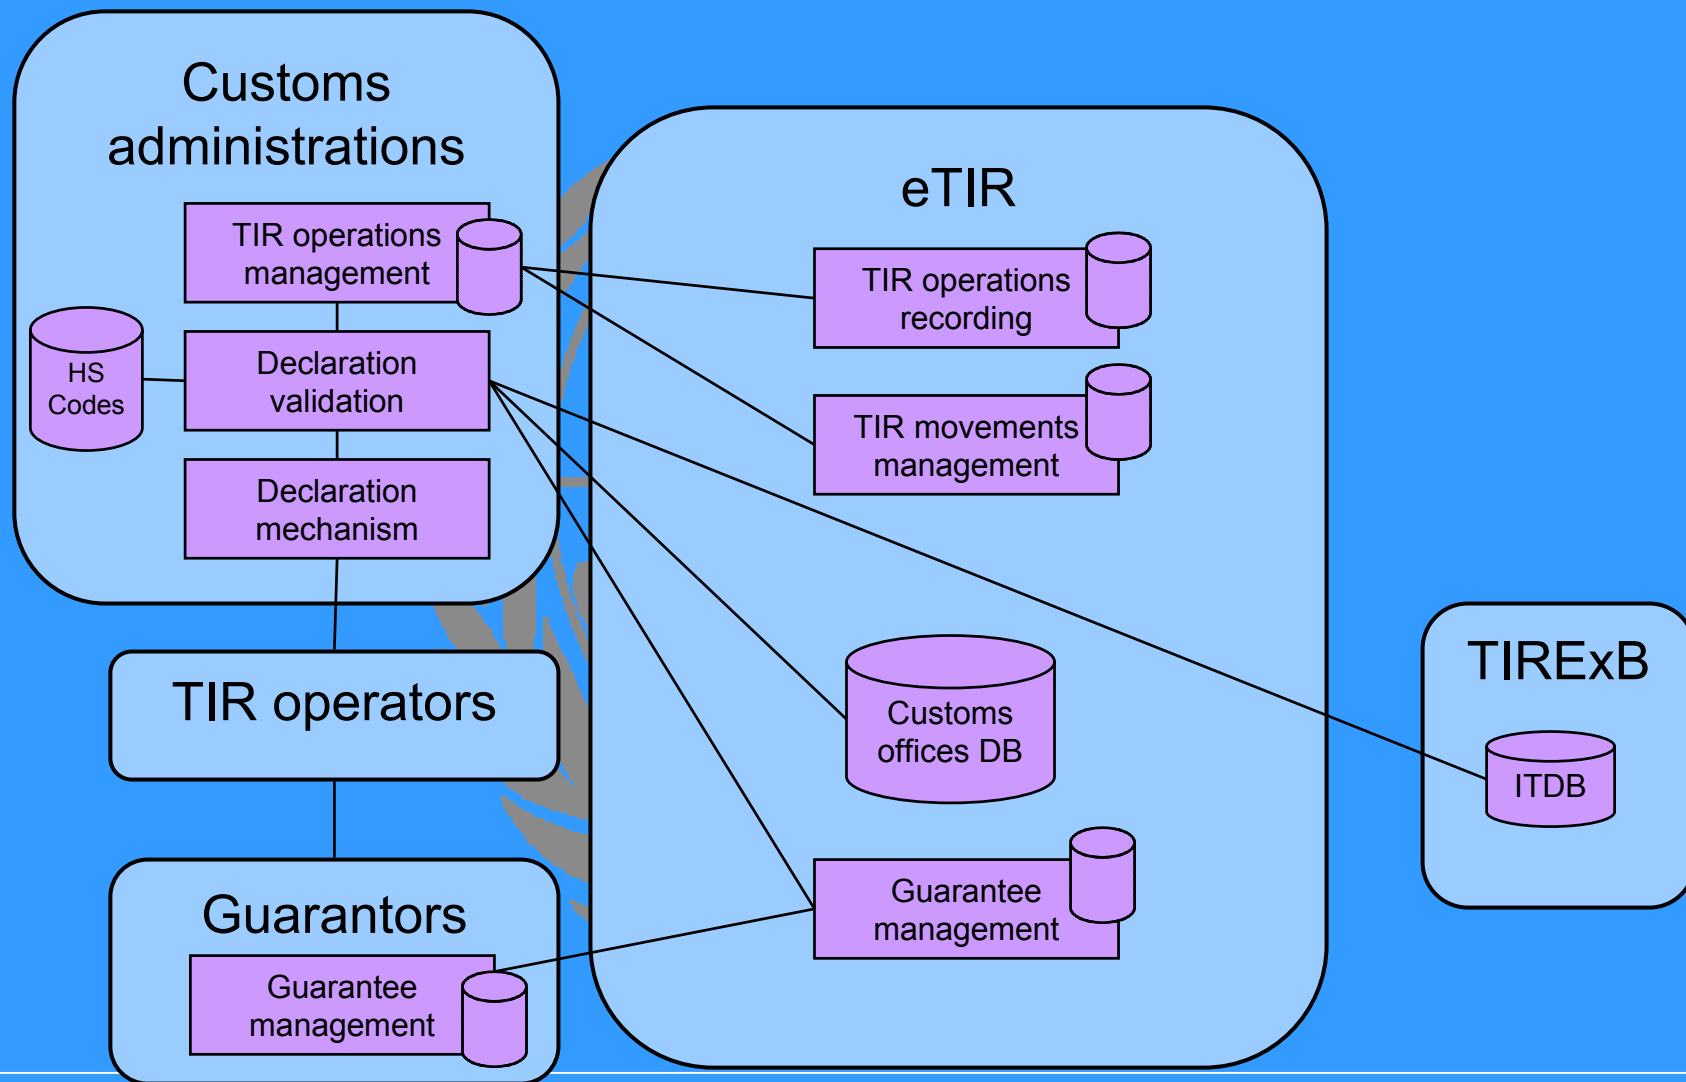 Customs
administrations
TIR operations
management
HS
Codes
Declaration
validation
Declaration
mechanism
TIR operators
Guarantors
Guarantee
management
eTIR
TIR operations
recording
TIR movements
management
Customs
offices DB
Guarantee
management
TIRExB
ITDB